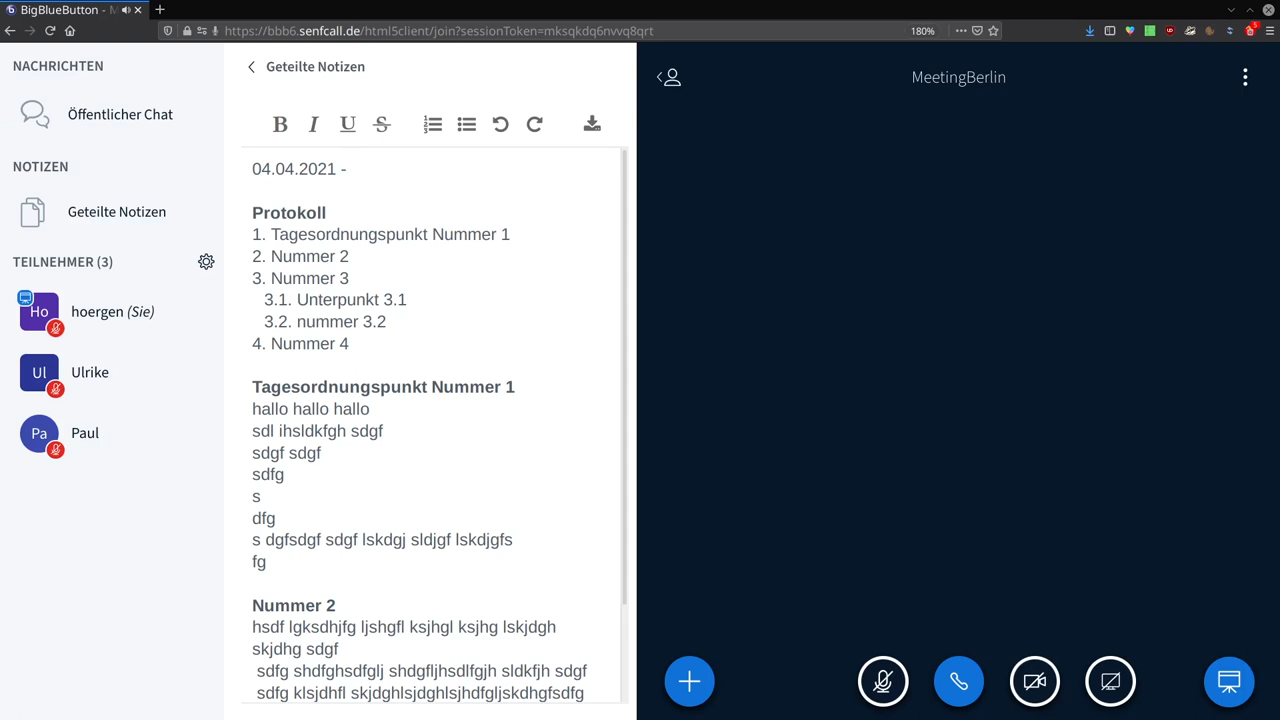 BigBlueButton - M
https://bbb6.senfcall.de/html5client/join?sessionToken=mksqkdq6nvvq8qrt
180%
5
NACHRICHTEN
Öffentlicher Chat
NOTIZEN
Geteilte Notizen
TEILNEHMER (3)
Ho
hoergen (Sie)
Ul
Ulrike
Pa
Paul
Geteilte Notizen
B I U S
04.04.2021 -
Protokoll
1. Tagesordnungspunkt Nummer 1
2. Nummer 2
3. Nummer 3
3.1. Unterpunkt 3.1
3.2. nummer 3.2
4. Nummer 4
Tagesordnungspunkt Nummer 1
hallo hallo hallo
sdl ihsldkfgh sdgf
sdgf sdgf
sdfg
s
dfg
s dgfsdgf sdgf lskdgj sldjgf lskdjgfs
fg
Nummer 2
hsdf lgksdhjfg ljshgfl ksjhgl ksjhg lskjdgh
skjdhg sdgf
sdfg shdfghsdfglj shdgfljhsdlfgjh sldkfjh sdgf
sdfg klsjdhfl skjdghlsjdghlsjhdfgljskdhgfsdfg
MeetingBerlin